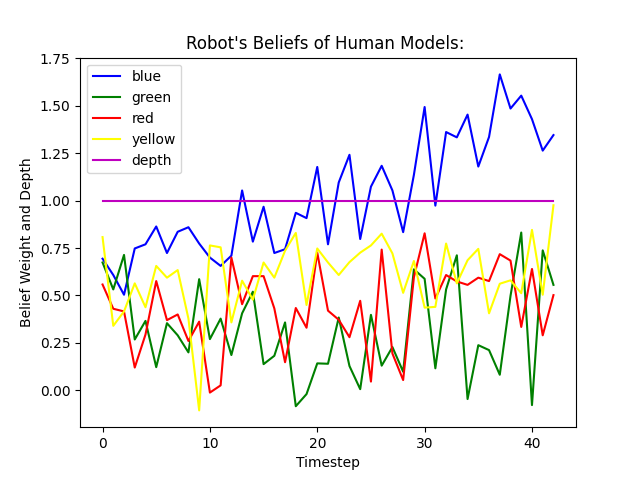 Robot's Beliefs of Human Models:
Belief Weight and Depth
1.75
1.50
1.25
1.00
0.75
0.50
0.25
0.00
blue
green
red
yellow
depth
0 10 20 30 40
Timestep